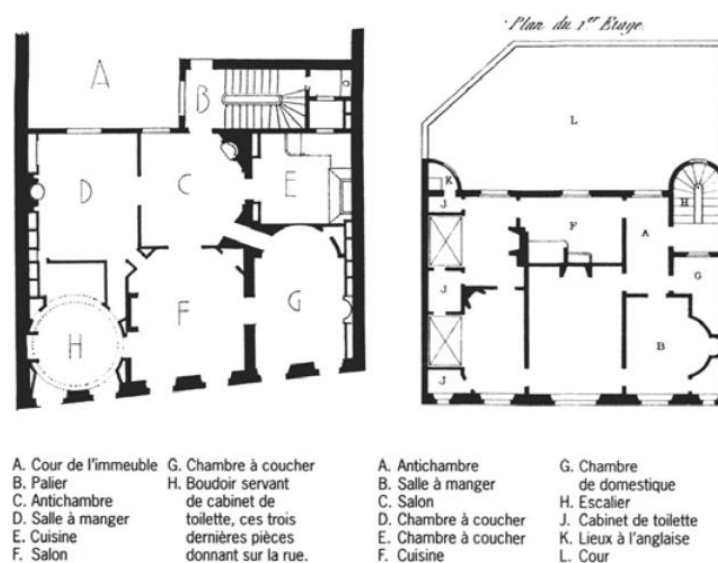 Plan du 1er Etage.
A
B
C
D
E
F
G
H
L
K
J
H
F
A
G
J
B
J
A. Cour de l'immeuble
B. Palier
C. Antichambre
D. Salle à manger
E. Cuisine
F. Salon
G. Chambre à coucher
H. Boudoir servant
de cabinet de
toilette, ces trois
dernières pièces
donnant sur la rue.
A. Antichambre
B. Salle à manger
C. Salon
D. Chambre à coucher
E. Chambre à coucher
F. Cuisine
G. Chambre
de domestique
H. Escalier
J. Cabinet de toilette
K. Lieux à l'anglaise
L. Cour